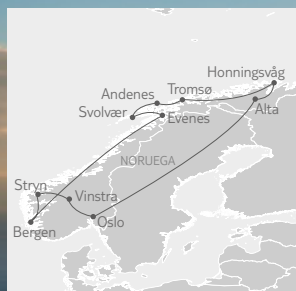 Honningsvåg
Tromsø
Andenes
Alta
Svolvær
Evenes
NORUEGA
Stryn
Vinstra
Oslo
Bergen